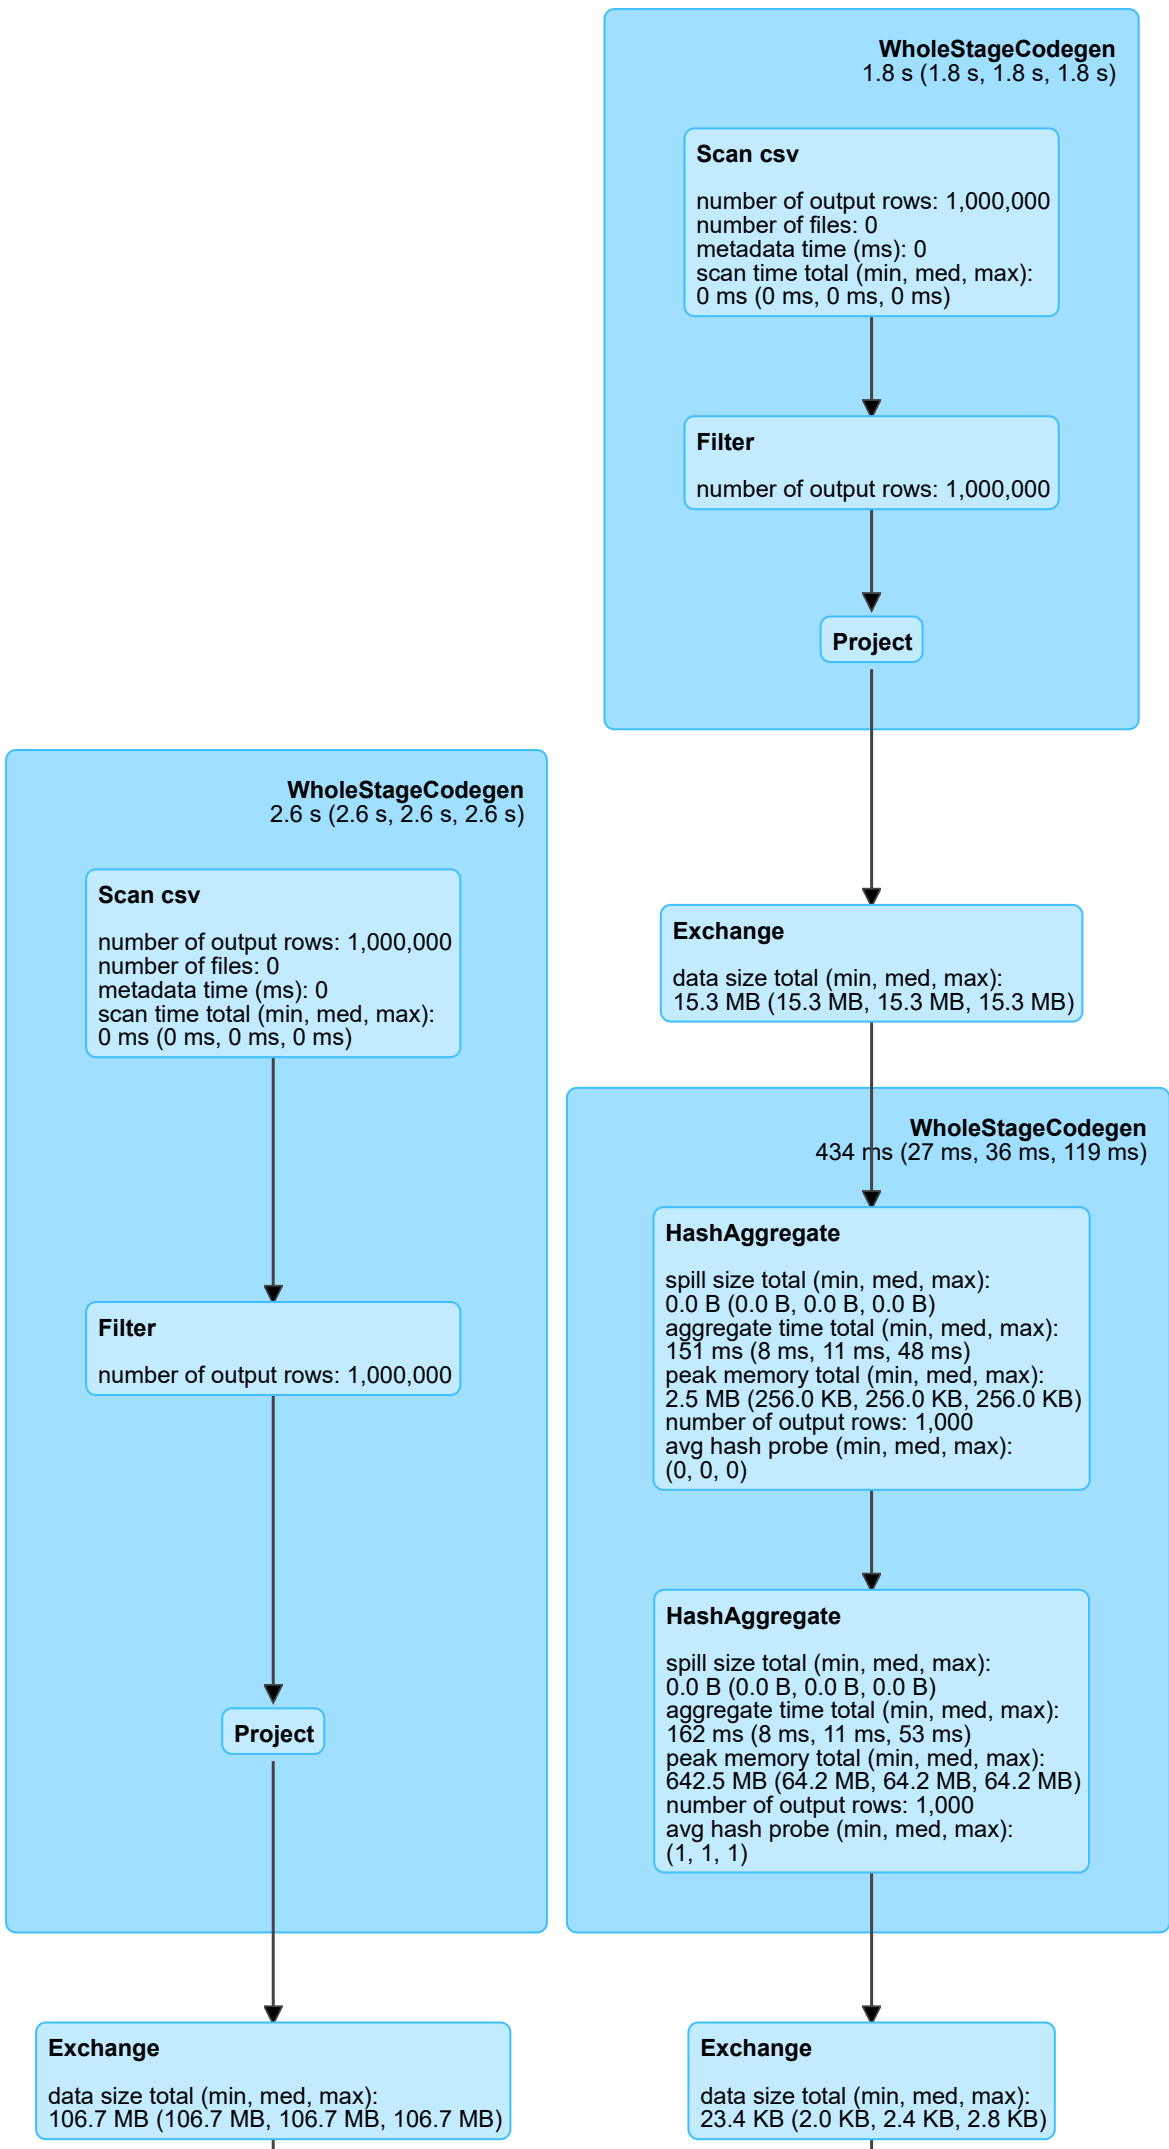 WholeStageCodegen
1.8 s (1.8 s, 1.8 s, 1.8 s)
Scan csv
number of output rows: 1,000,000
number of files: 0
metadata time (ms): 0
scan time total (min, med, max):
0 ms (0 ms, 0 ms, 0 ms)
Filter
number of output rows: 1,000,000
Project
WholeStageCodegen
2.6 s (2.6 s, 2.6 s, 2.6 s)
Scan csv
number of output rows: 1,000,000
number of files: 0
metadata time (ms): 0
scan time total (min, med, max):
0 ms (0 ms, 0 ms, 0 ms)
Filter
number of output rows: 1,000,000
Project
Exchange
data size total (min, med, max):
106.7 MB (106.7 MB, 106.7 MB, 106.7 MB)
Exchange
data size total (min, med, max):
15.3 MB (15.3 MB, 15.3 MB, 15.3 MB)
WholeStageCodegen
434 ms (27 ms, 36 ms, 119 ms)
HashAggregate
spill size total (min, med, max):
0.0 B (0.0 B, 0.0 B, 0.0 B)
aggregate time total (min, med, max):
151 ms (8 ms, 11 ms, 48 ms)
peak memory total (min, med, max):
2.5 MB (256.0 KB, 256.0 KB, 256.0 KB)
number of output rows: 1,000
avg hash probe (min, med, max):
(0, 0, 0)
HashAggregate
spill size total (min, med, max):
0.0 B (0.0 B, 0.0 B, 0.0 B)
aggregate time total (min, med, max):
162 ms (8 ms, 11 ms, 53 ms)
peak memory total (min, med, max):
642.5 MB (64.2 MB, 64.2 MB, 64.2 MB)
number of output rows: 1,000
avg hash probe (min, med, max):
(1, 1, 1)
Exchange
data size total (min, med, max):
23.4 KB (2.0 KB, 2.4 KB, 2.8 KB)